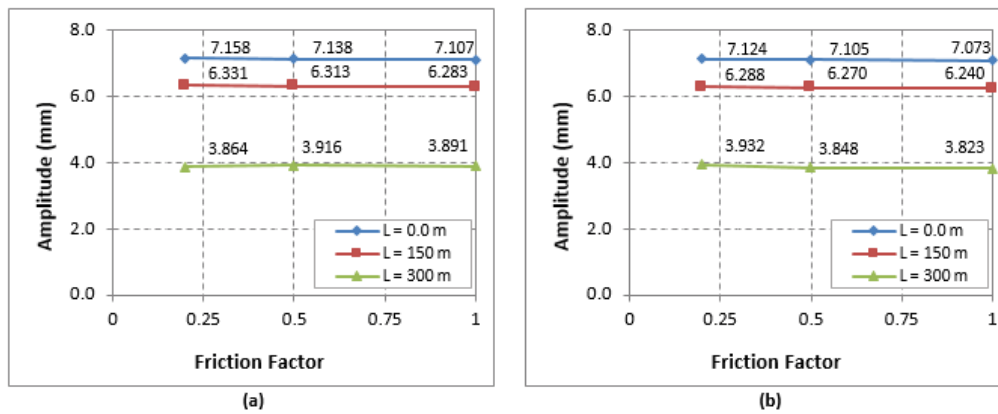 8.0
7.158 7.138 7.107
6.331 6.313 6.283
6.0
3.864 3.916 3.891
4.0
2.0
0.0
L = 0.0 m
L = 150 m
L = 300 m
0 0.25 0.5 0.75 1
Amplitude (mm)
Friction Factor
(a)
8.0
7.124 7.105 7.073
6.288 6.270 6.240
6.0
3.932 3.848 3.823
4.0
2.0
0.0
L = 0.0 m
L = 150 m
L = 300 m
0 0.25 0.5 0.75 1
Amplitude (mm)
Friction Factor
(b)